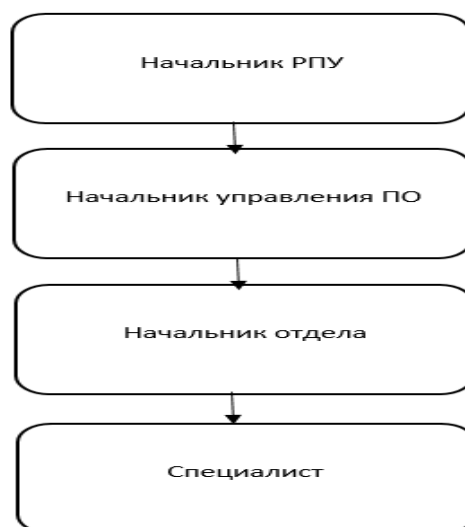 Начальник РПУ
Начальник управления ПО
Начальник отдела
Специалист